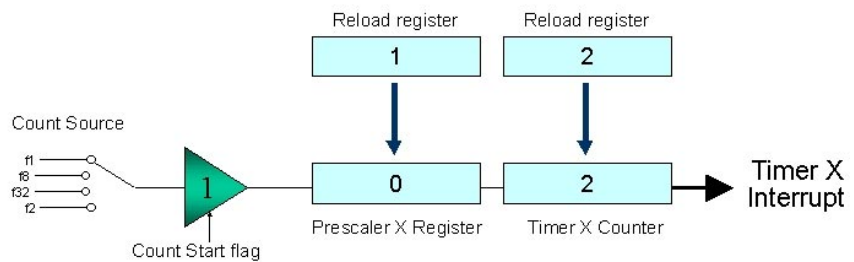 Reload register
Reload register
1
2
Count Source
f1
f8
f32
f2
1
0
2
Timer X
Interrupt
Count Start flag
Prescaler X Register
Timer X Counter